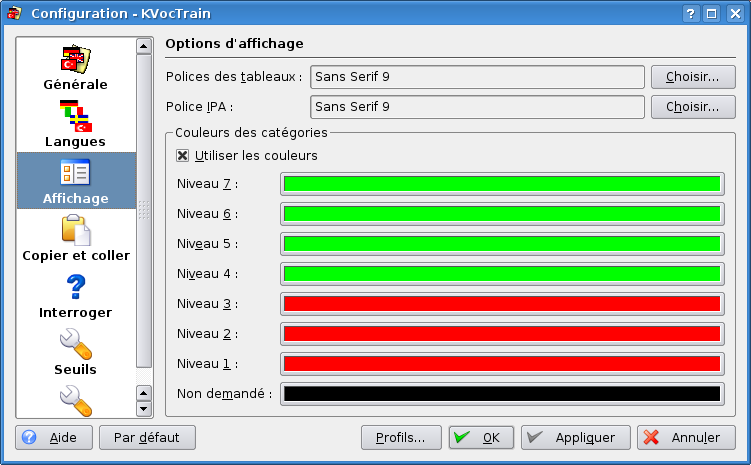 Configuration - KVocTrain
Générale
Langues
Affichage
Copier et coller
Interroger
Seuils
Options d'affichage
Polices des tableaux : Sans Serif 9 Choisir...
Police IPA : Sans Serif 9 Choisir...
Couleurs des catégories
Utiliser les couleurs
Niveau 7 :
Niveau 6 :
Niveau 5 :
Niveau 4 :
Niveau 3 :
Niveau 2 :
Niveau 1 :
Non demandé :
Aide Par défaut Profils... OK Appliquer Annuler